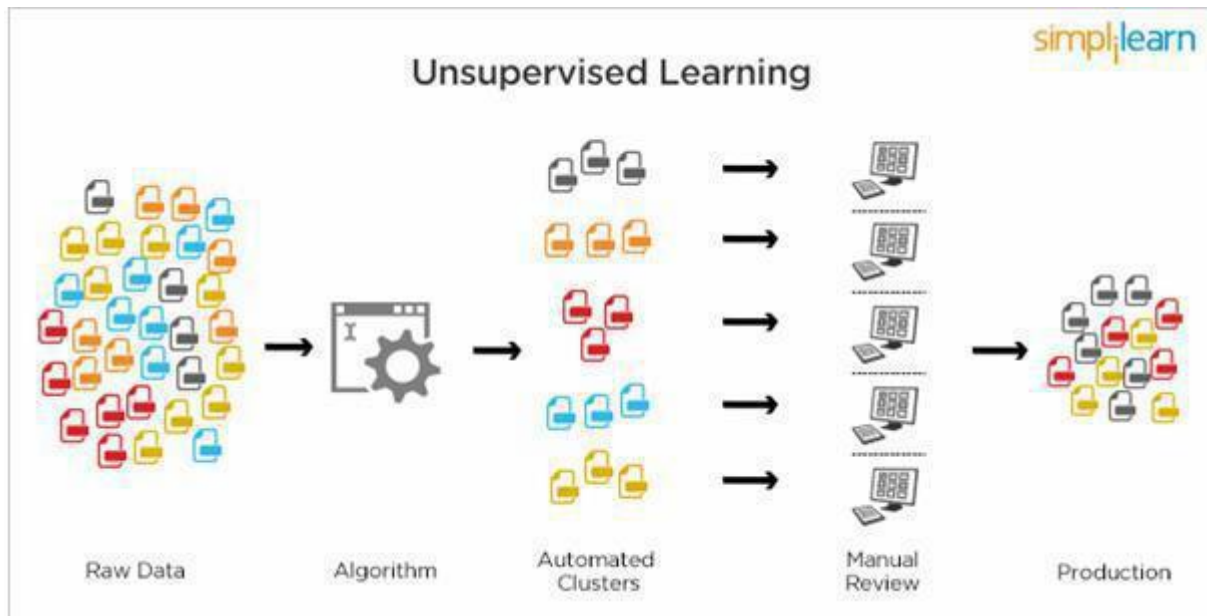 simplilearn
Unsupervised Learning
Raw Data
Algorithm
Automated
Clusters
Manual
Review
Production